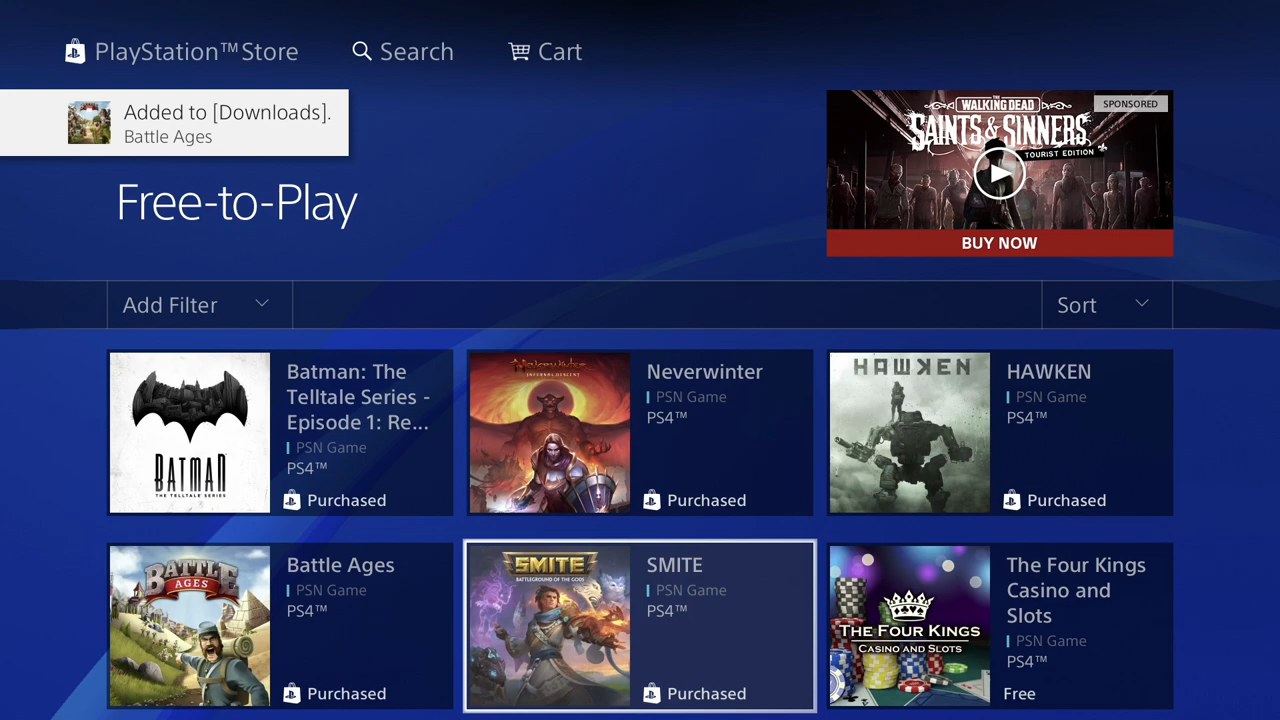 PlayStation™Store
Search
Cart
Added to [Downloads].
Battle Ages
THE
WALKING DEAD
SAINTS & SINNERS
TOURIST EDITION
SPONSORED
BUY NOW
Free-to-Play
Add Filter
Sort
BATMAN
THE TELLTALE SERIES
Batman: The
Telltale Series -
Episode 1: Re...
PSN Game
PS4™
Purchased
Neverwinter
INFERNAL DESCENT
Neverwinter
PSN Game
PS4™
Purchased
HAWKEN
HAWKEN
PSN Game
PS4™
Purchased
BATTLE
AGES
Battle Ages
PSN Game
PS4™
Purchased
SMITE
BATTLEGROUND OF THE GODS
SMITE
PSN Game
PS4™
Purchased
THE FOUR KINGS
CASINO AND SLOTS
The Four Kings
Casino and
Slots
PSN Game
PS4™
Free